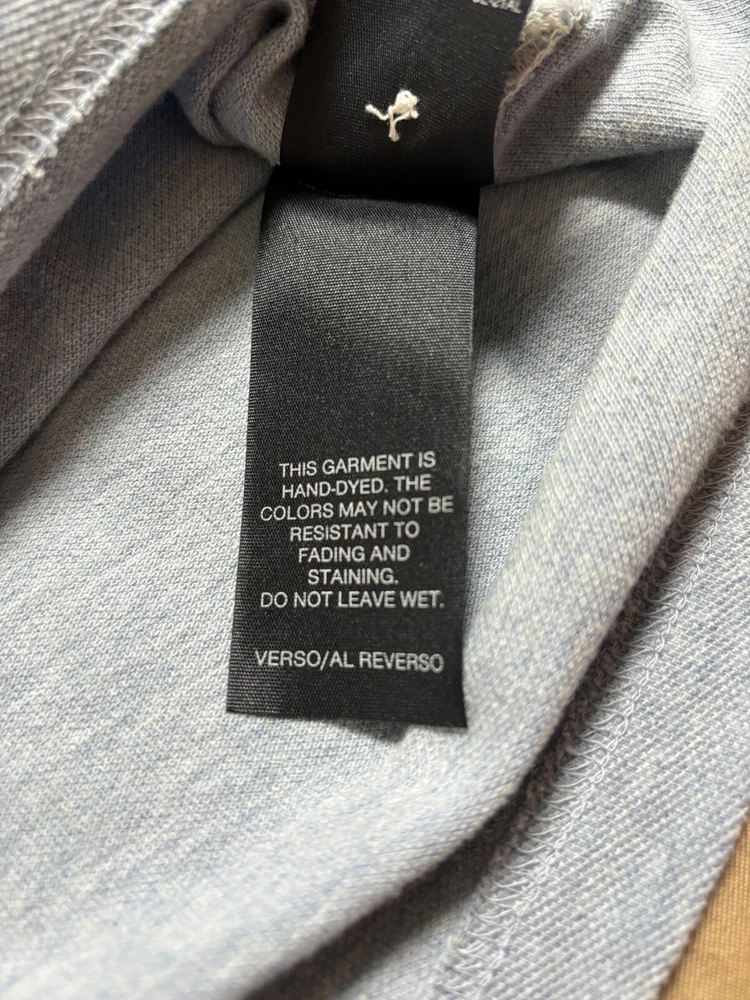 THIS GARMENT IS
HAND-DYED. THE
COLORS MAY NOT BE
RESISTANT TO
FADING AND
STAINING.
DO NOT LEAVE WET.
VERSO/AL REVERSO